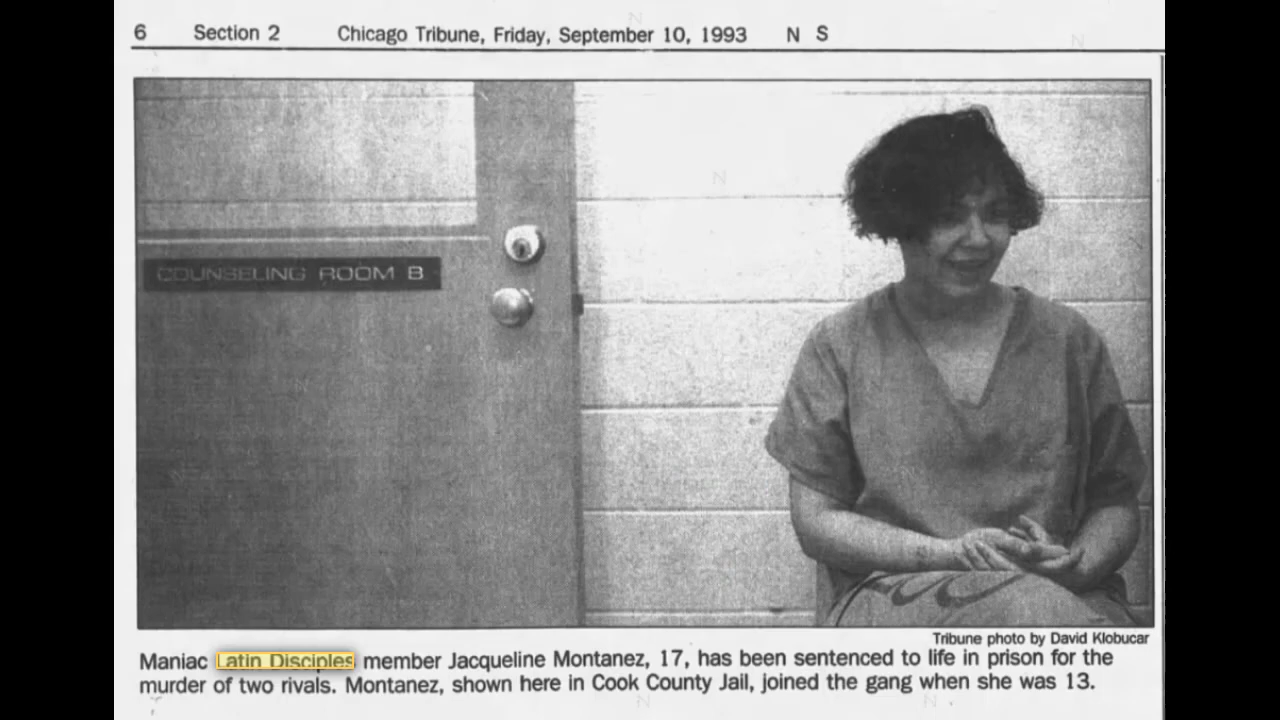 6 Section 2 Chicago Tribune, Friday, September 10, 1993 N S
COUNSELING ROOM B
Tribune photo by David Klobucar
Maniac Latin Disciples member Jacqueline Montanez, 17, has been sentenced to life in prison for the
murder of two rivals. Montanez, shown here in Cook County Jail, joined the gang when she was 13.